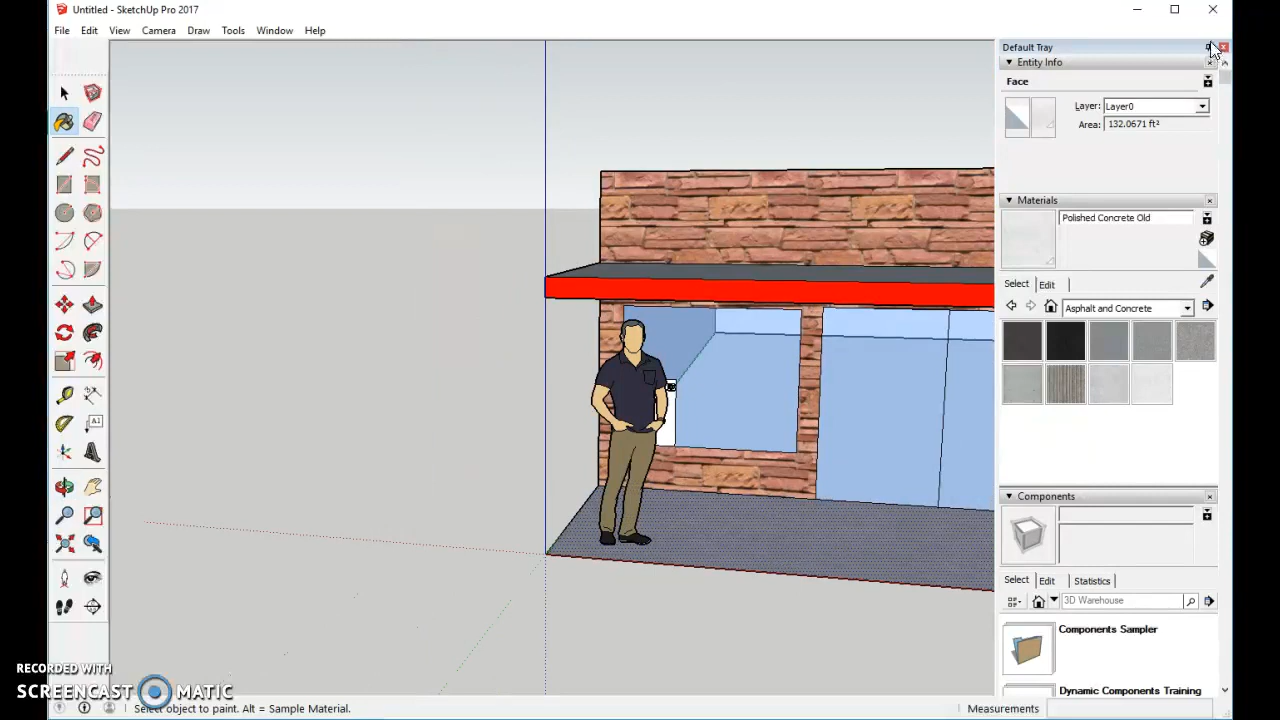 Untitled - SketchUp Pro 2017
File Edit View Camera Draw Tools Window Help
Default Tray
Entity Info
Face
Layer: Layer0
Area: 132.0671 ft²
Materials
Polished Concrete Old
Select Edit
Asphalt and Concrete
Components
Select Edit Statistics
3D Warehouse
Components Sampler
Dynamic Components Training
RECORDED WITH
SCREENCAST MATIC
Select object to paint. Alt = Sample Material.
Measurements